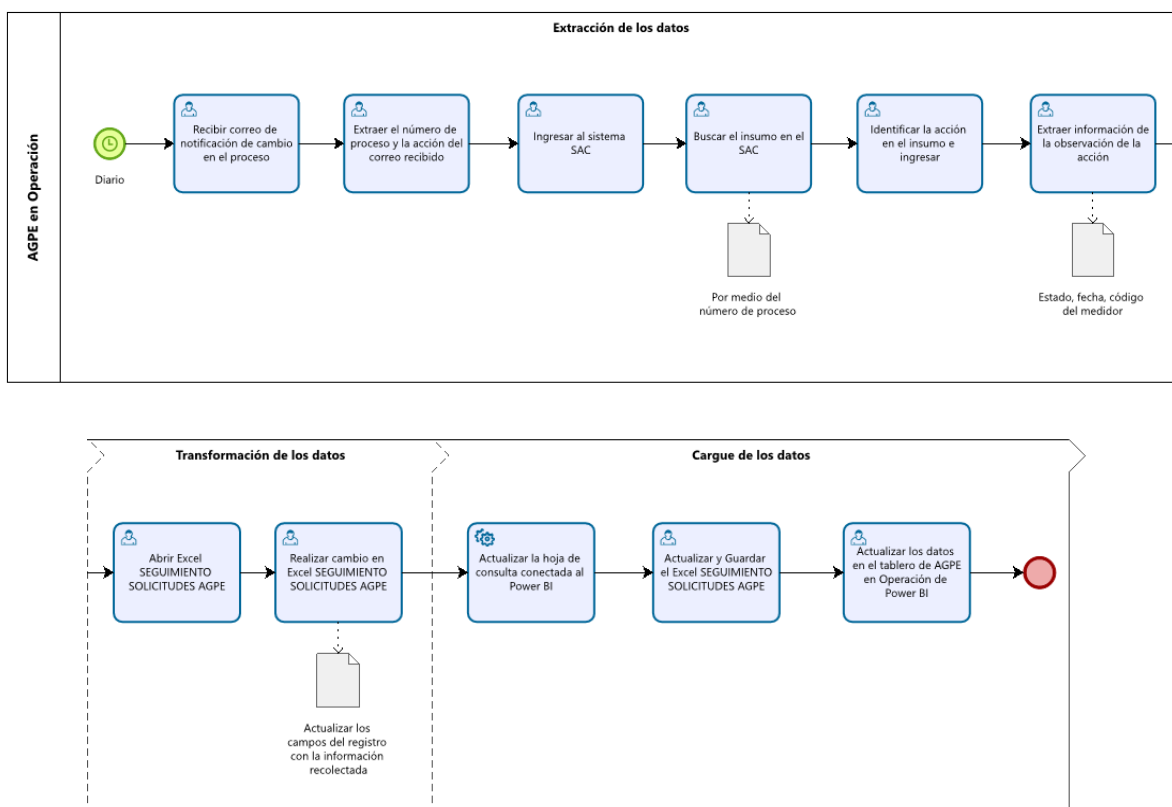 Extracción de los datos
AGPE en Operación
Diario
Recibir correo de
notificación de cambio
en el proceso
Extraer el número de
proceso y la acción del
correo recibido
Ingresar al sistema
SAC
Buscar el insumo en el
SAC
Identificar la acción
en el insumo e
ingresar
Extraer información de
la observación de la
acción
Por medio del
número de proceso
Estado, fecha, código
del medidor
Transformación de los datos
Cargue de los datos
Abrir Excel
SEGUIMIENTO
SOLICITUDES AGPE
Realizar cambio en
Excel SEGUIMIENTO
SOLICITUDES AGPE
Actualizar la hoja de
consulta conectada al
Power BI
Actualizar y Guardar
el Excel SEGUIMIENTO
SOLICITUDES AGPE
Actualizar los datos
en el tablero de AGPE
en Operación de
Power BI
Actualizar los
campos del registro
con la información
recolectada